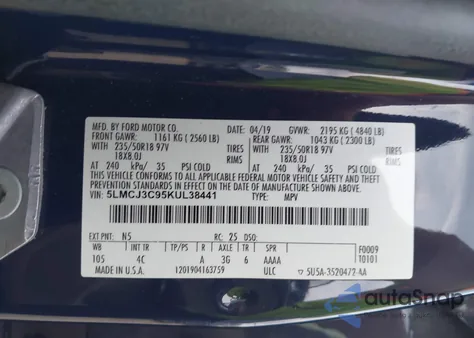 MFD. BY FORD MOTOR CO.
DATE: 04/19 GVWR: 2195 KG ( 4840 LB)
FRONT GAWR: 1161 KG ( 2560 LB) REAR GAWR: 1043 KG ( 2300 LB)
WITH 235/50R18 97V TIRES WITH 235/50R18 97V
18X8.0J RIMS 18X8.0J
AT 240 kPa/ 35 PSI COLD AT 240 kPa/ 35 PSI COLD
THIS VEHICLE CONFORMS TO ALL APPLICABLE FEDERAL MOTOR VEHICLE SAFETY
AND THEFT PREVENTION STANDARDS IN EFFECT ON THE DATE OF MANUFACTURE SHOWN ABOVE.
VIN: 5LMCJ3C95KUL38441 TYPE: MPV
EXT PNT: N5 RC: 25 DSO: F0009
WB INT TR TP/PS R AXLE TR SPR T0101
105 4C A 3G 6 AAAA
MADE IN U.S.A. 1201904163759 ULC 5U5A-3520472-AA
autoSnap